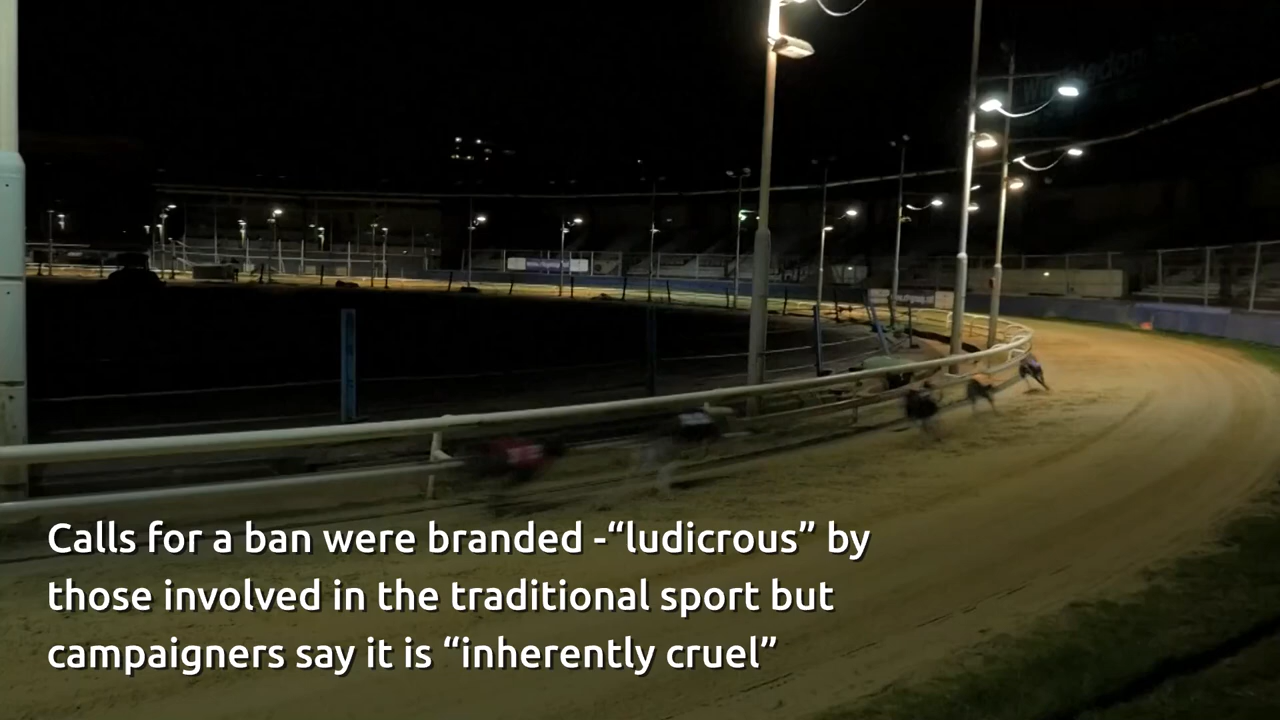 Calls for a ban were branded -“ludicrous” by
those involved in the traditional sport but
campaigners say it is “inherently cruel”